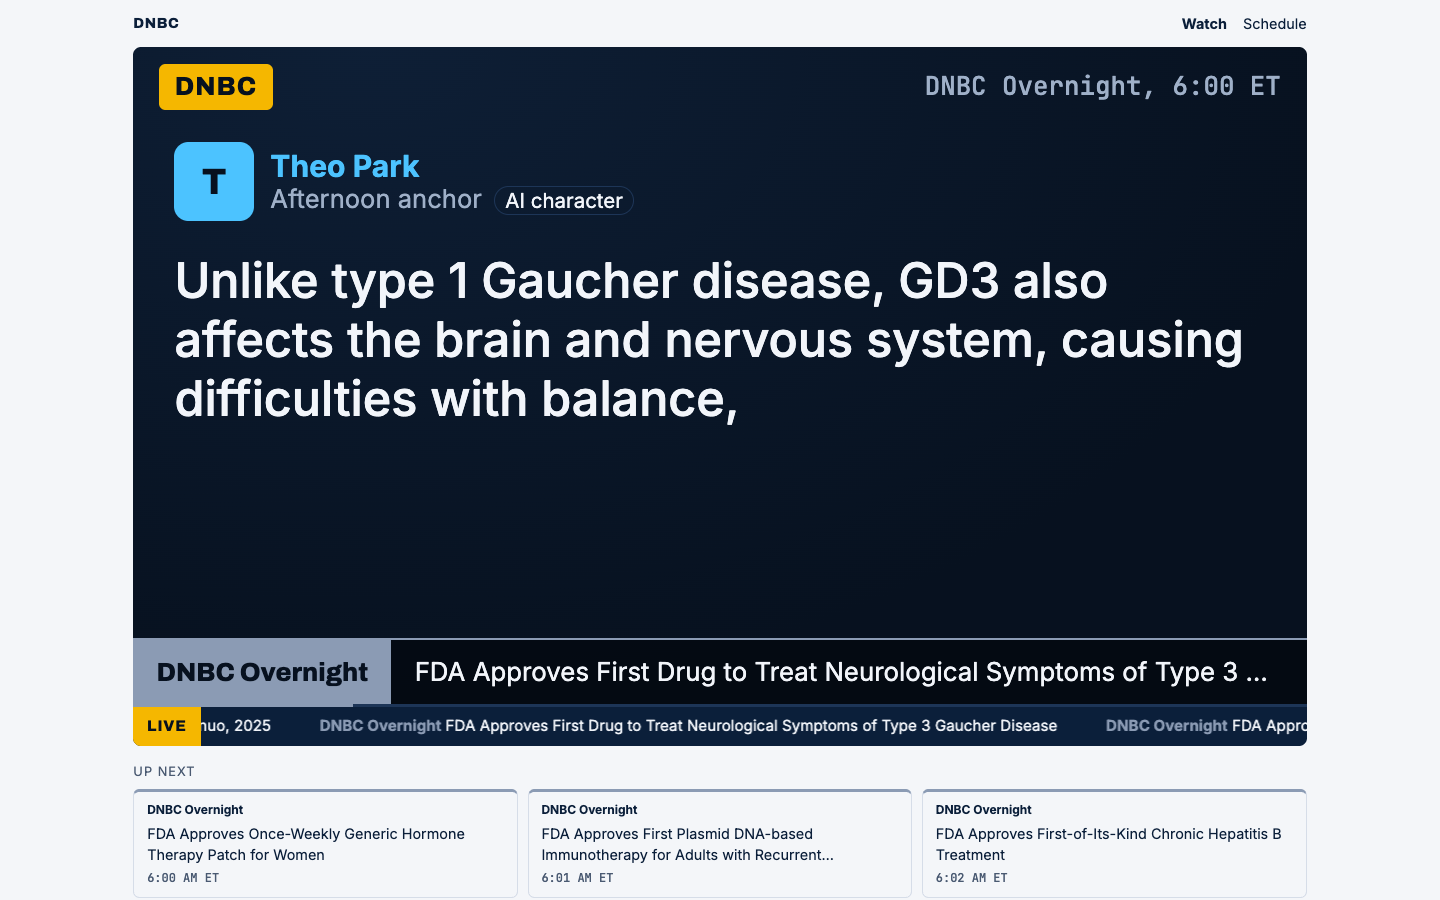 DNBC
Watch
Schedule
DNBC
DNBC Overnight, 6:00 ET
T
Theo Park
Afternoon anchor
AI character
Unlike type 1 Gaucher disease, GD3 also
affects the brain and nervous system, causing
difficulties with balance,
DNBC Overnight
FDA Approves First Drug to Treat Neurological Symptoms of Type 3 ...
LIVE
2025
DNBC Overnight FDA Approves First Drug to Treat Neurological Symptoms of Type 3 Gaucher Disease
DNBC Overnight FDA
UP NEXT
DNBC Overnight
FDA Approves Once-Weekly Generic Hormone
Therapy Patch for Women
6:00 AM ET
DNBC Overnight
FDA Approves First Plasmid DNA-based
Immunotherapy for Adults with Recurrent...
6:01 AM ET
DNBC Overnight
FDA Approves First-of-Its-Kind Chronic Hepatitis B
Treatment
6:02 AM ET